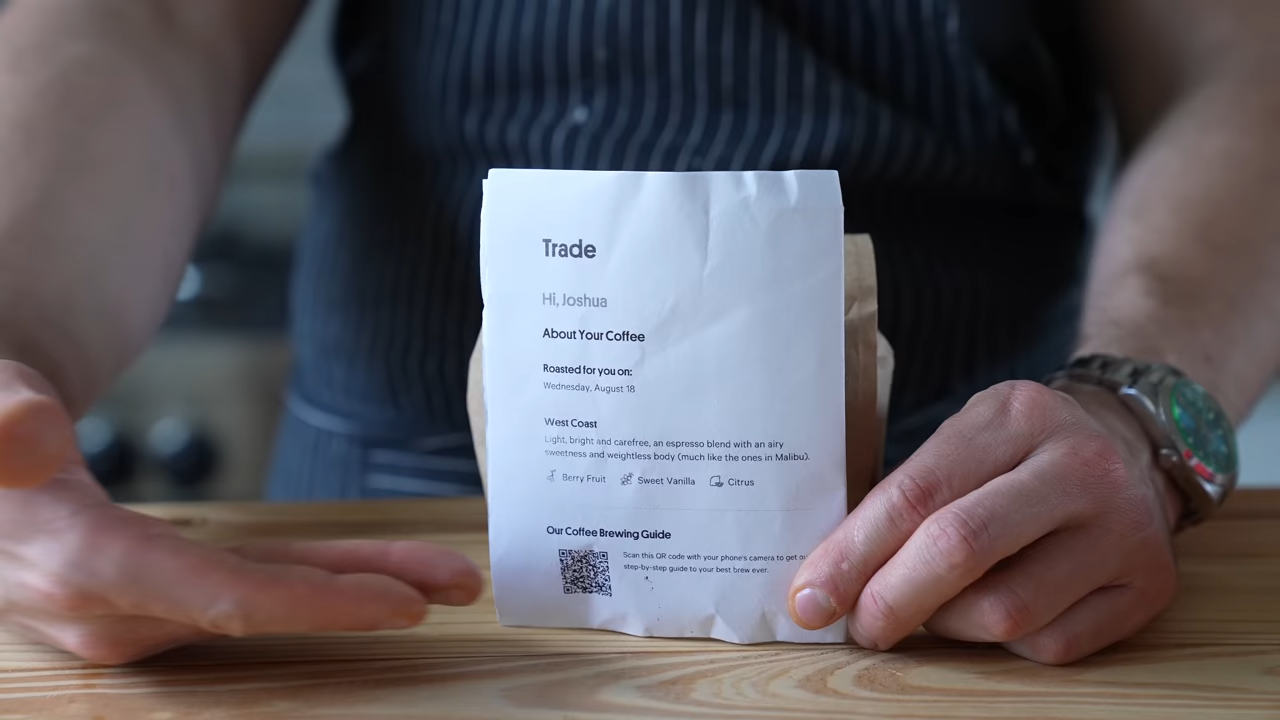 Trade
Hi, Joshua
About Your Coffee
Roasted for you on:
Wednesday, August 18
West Coast
Light, bright and carefree, an espresso blend with an airy
sweetness and weightless body (much like the ones in Malibu).
Berry Fruit Sweet Vanilla Citrus
Our Coffee Brewing Guide
Scan this QR code with your phone's camera to get
step-by-step guide to your best brew ever.